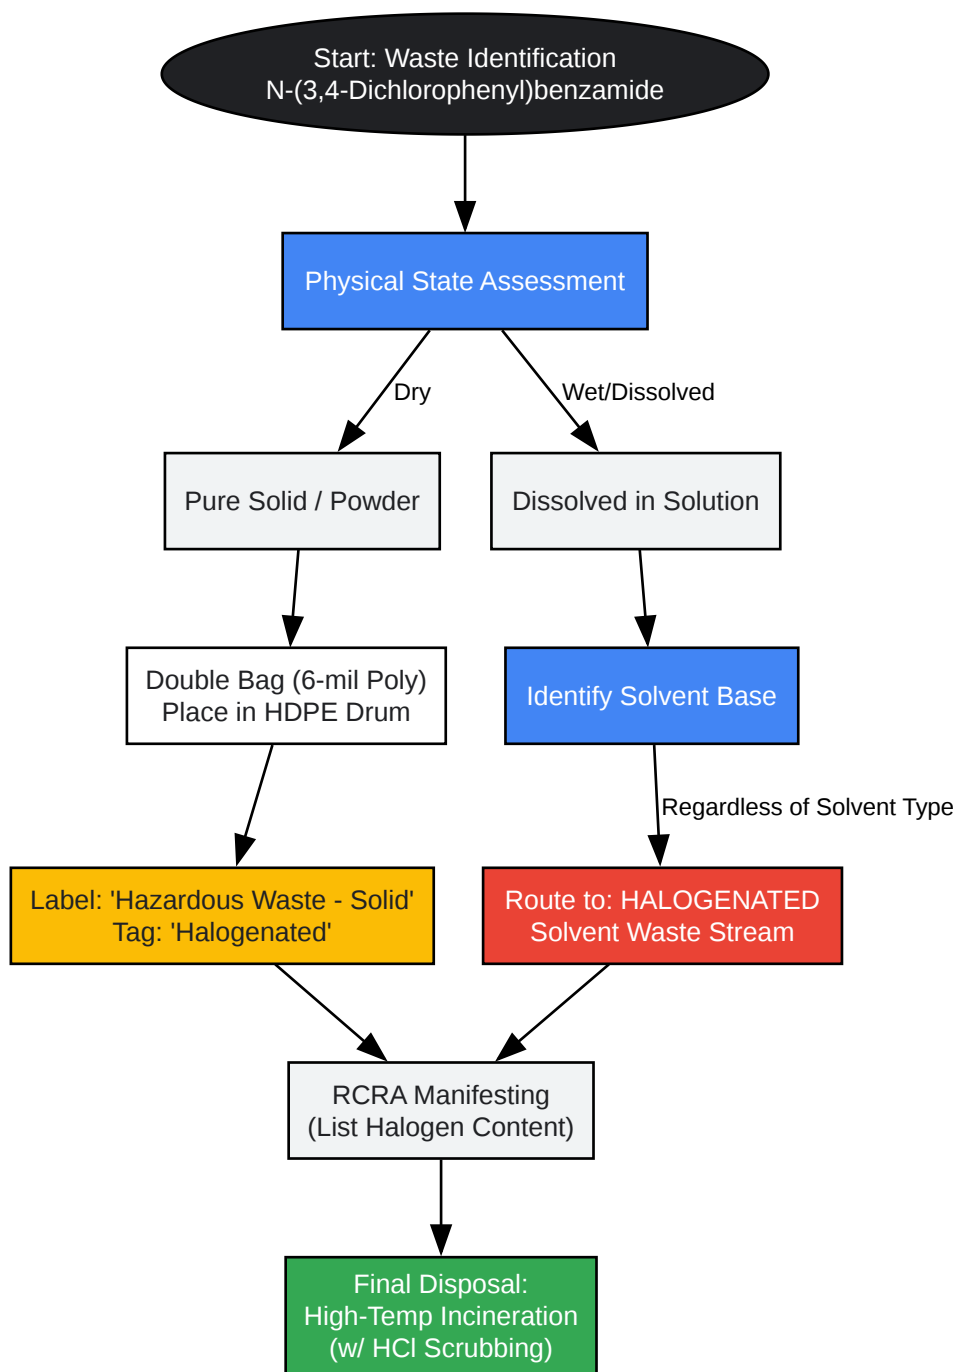 Start: Waste Identification
N-(3,4-Dichlorophenyl)benzamide
Physical State Assessment
Dry
Wet/Dissolved
Pure Solid / Powder
Dissolved in Solution
Double Bag (6-mil Poly)
Place in HDPE Drum
Identify Solvent Base
Regardless of Solvent Type
Label: 'Hazardous Waste - Solid'
Tag: 'Halogenated'
Route to: HALOGENATED
Solvent Waste Stream
RCRA Manifesting
(List Halogen Content)
Final Disposal:
High-Temp Incineration
(w/ HCl Scrubbing)